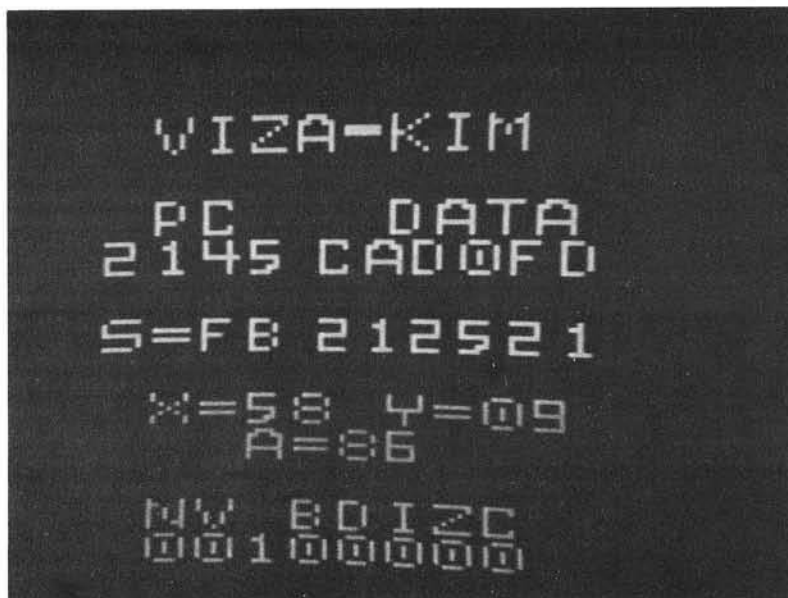 VIZA-KIM
PC DATA
2145 CAD0FD
S=FB 212521
X=58 Y=09
A=86
NV BDIZC
00100000